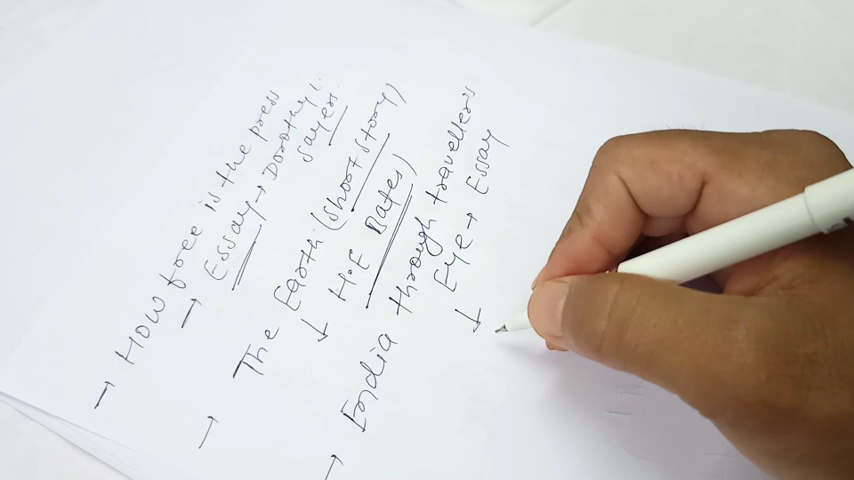 → How free is the press
→ Essay → Dorothy L.
Sayers
→ The Earth (short story)
↓ H.E Bates)
→ India through traveller's
Eye → Essay
↓